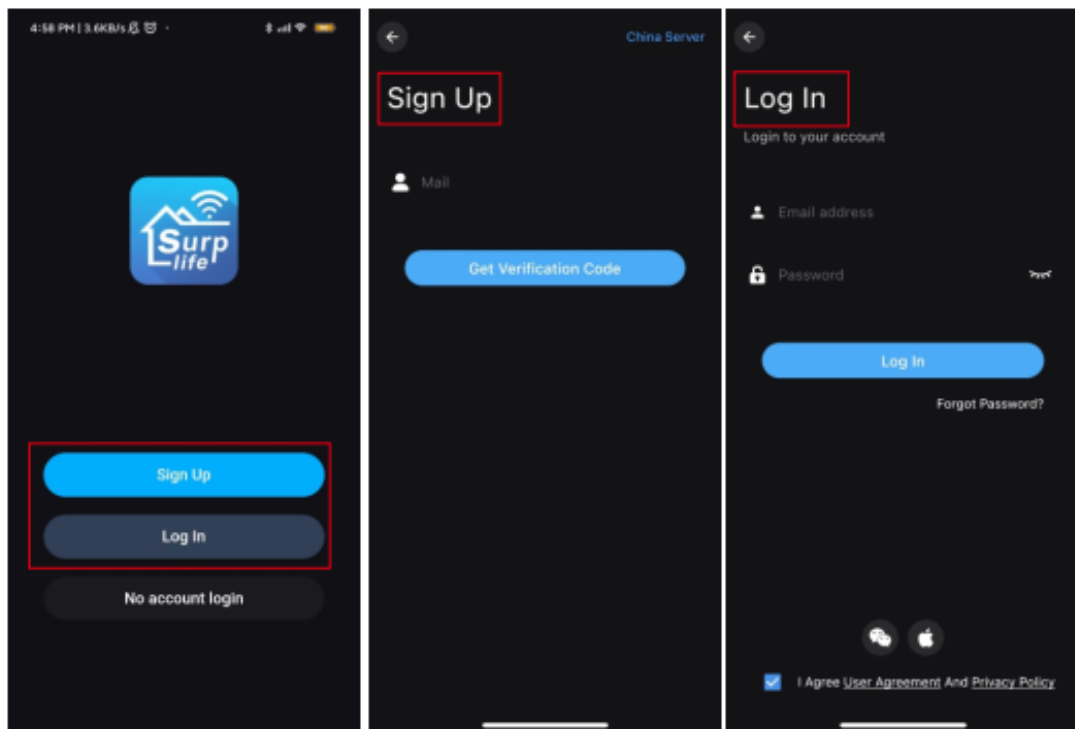 4:58 PM | 3.6KB/s
Surp
life
Sign Up
Log In
No account login
China Server
Sign Up
Mail
Get Verification Code
Log In
Login to your account
Email address
Password
Log In
Forgot Password?
I Agree User Agreement And Privacy Policy